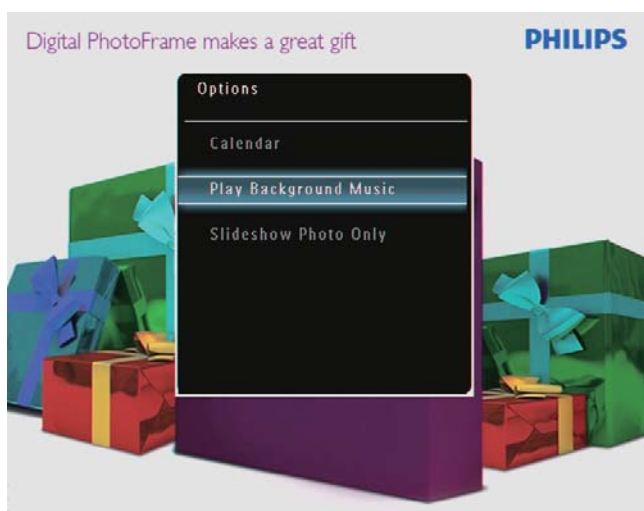 Digital PhotoFrame makes a great gift
PHILIPS
Options
Calendar
Play Background Music
Slideshow Photo Only